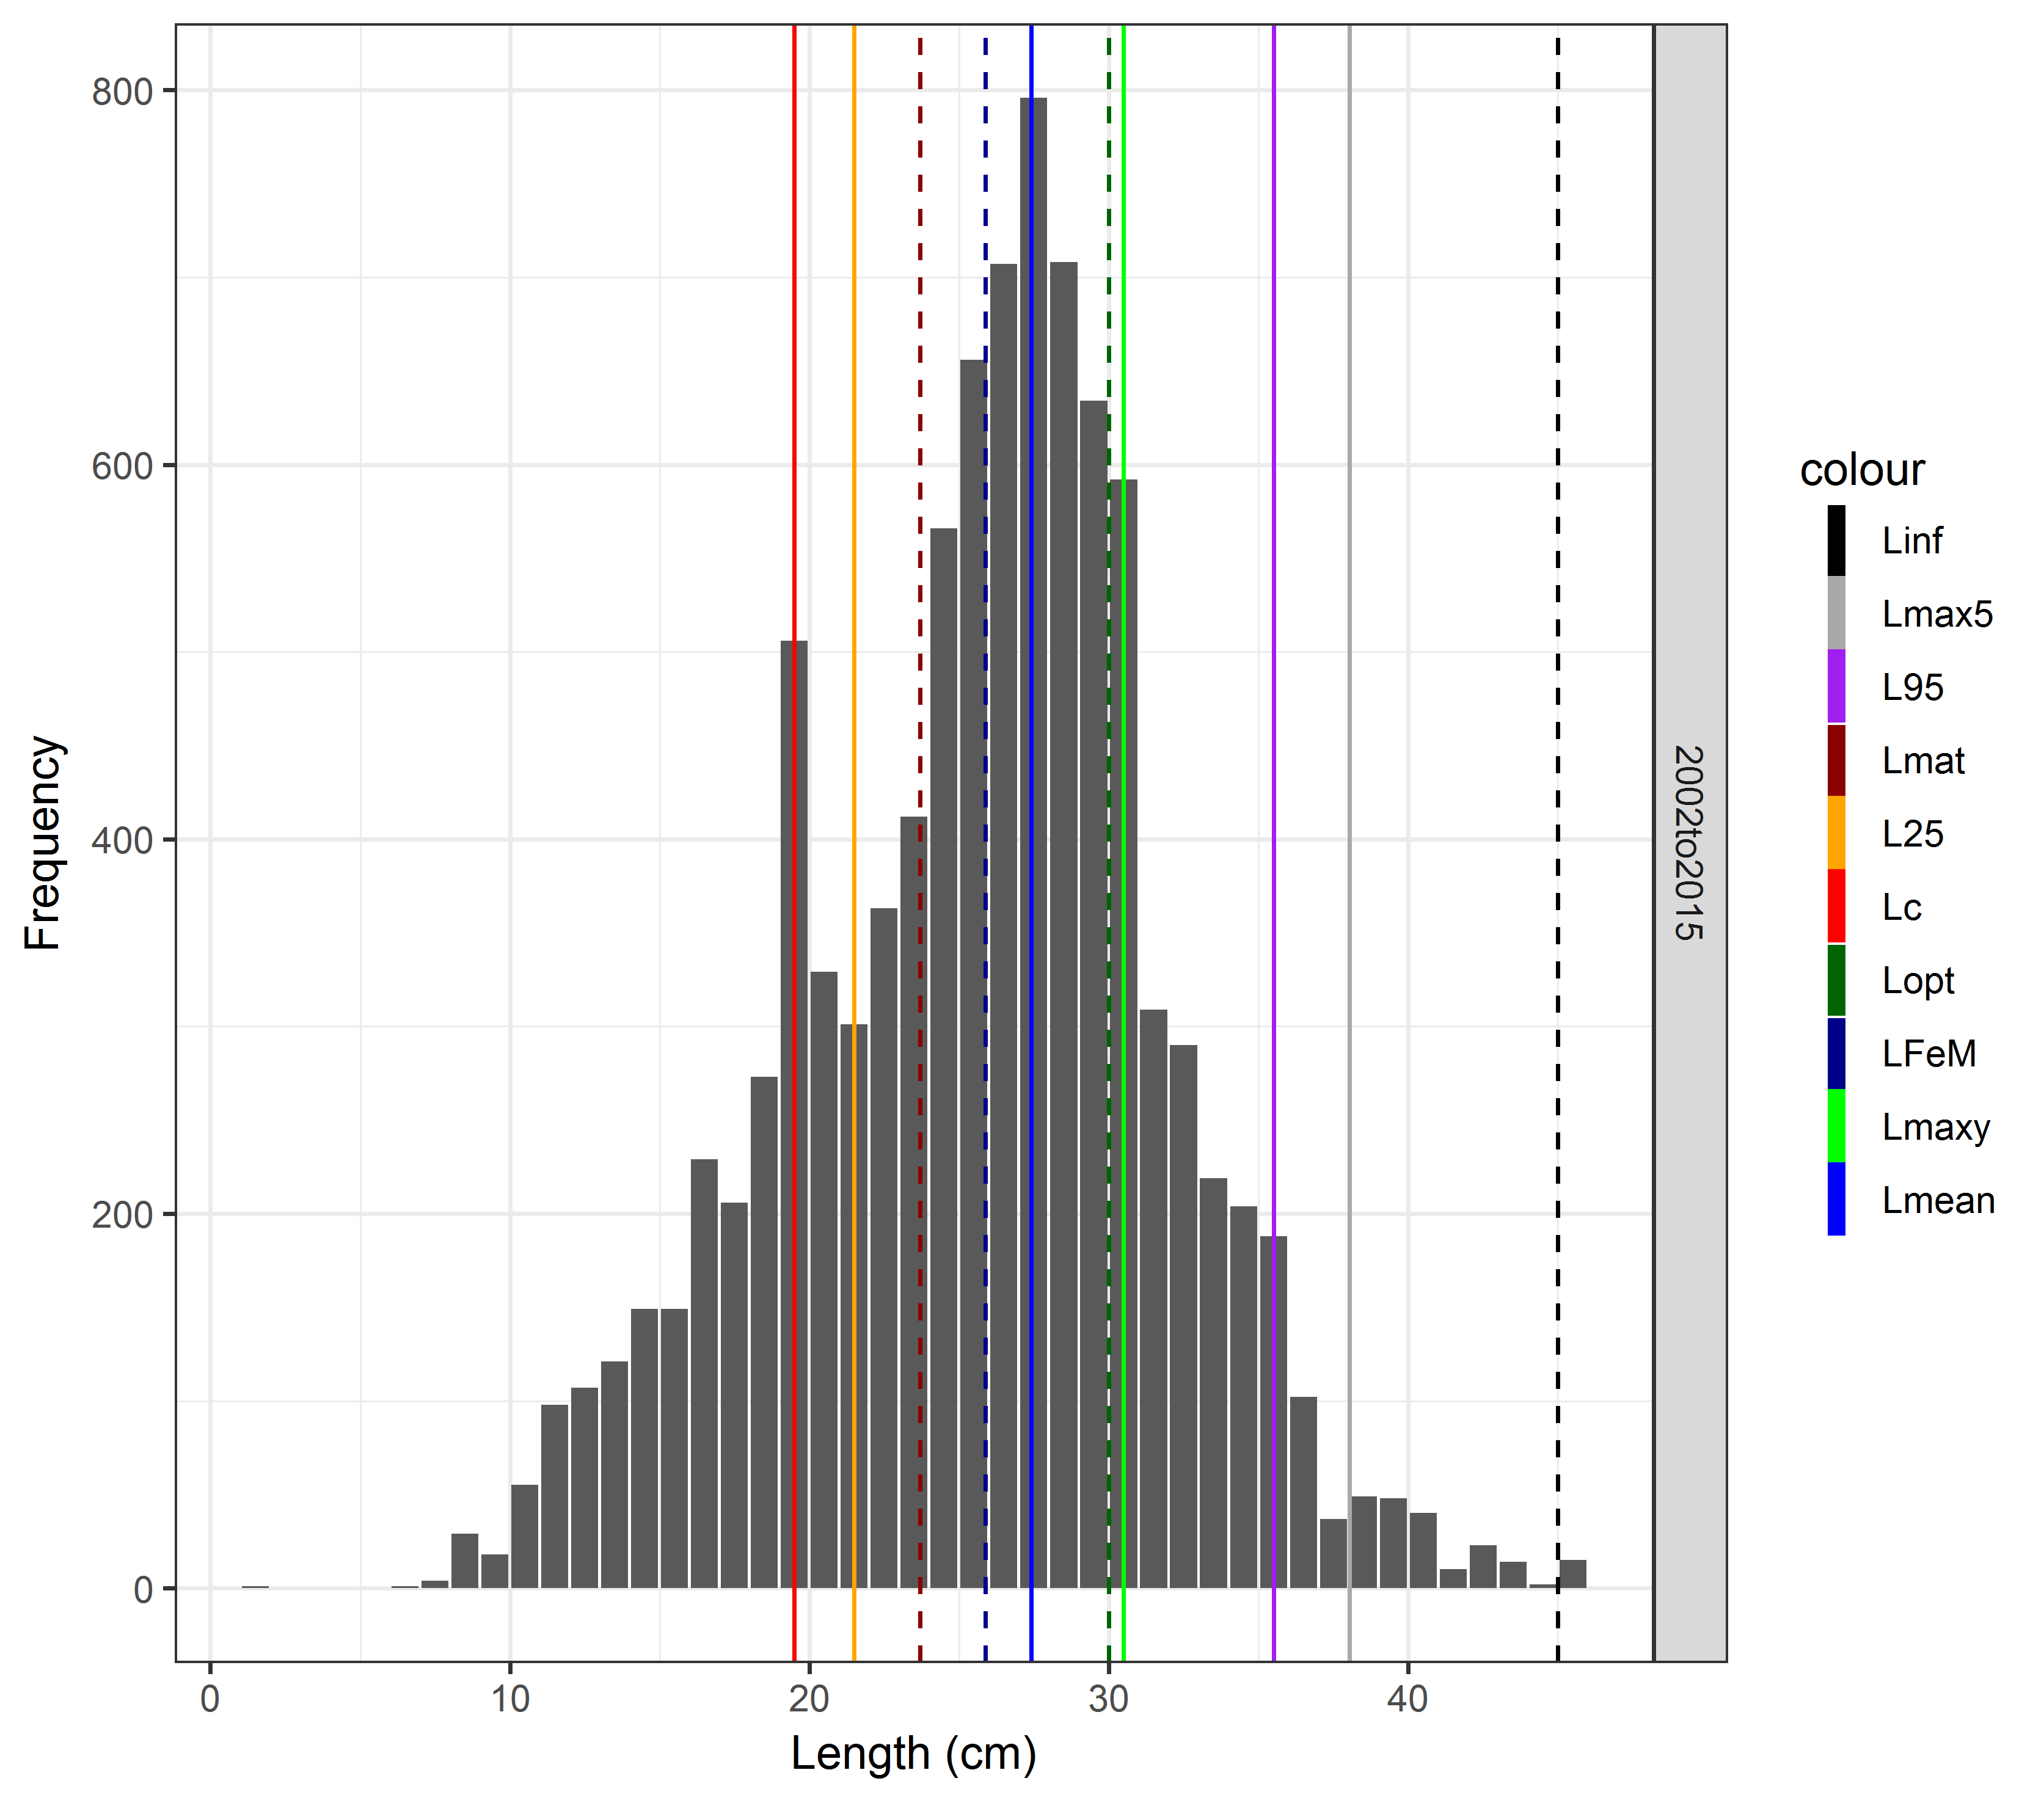 800
600
400
200
0
Frequency
0 10 20 30 40
Length (cm)
2002to2015
colour
Linf
Lmax5
L95
Lmat
L25
Lc
Lopt
LFeM
Lmaxy
Lmean